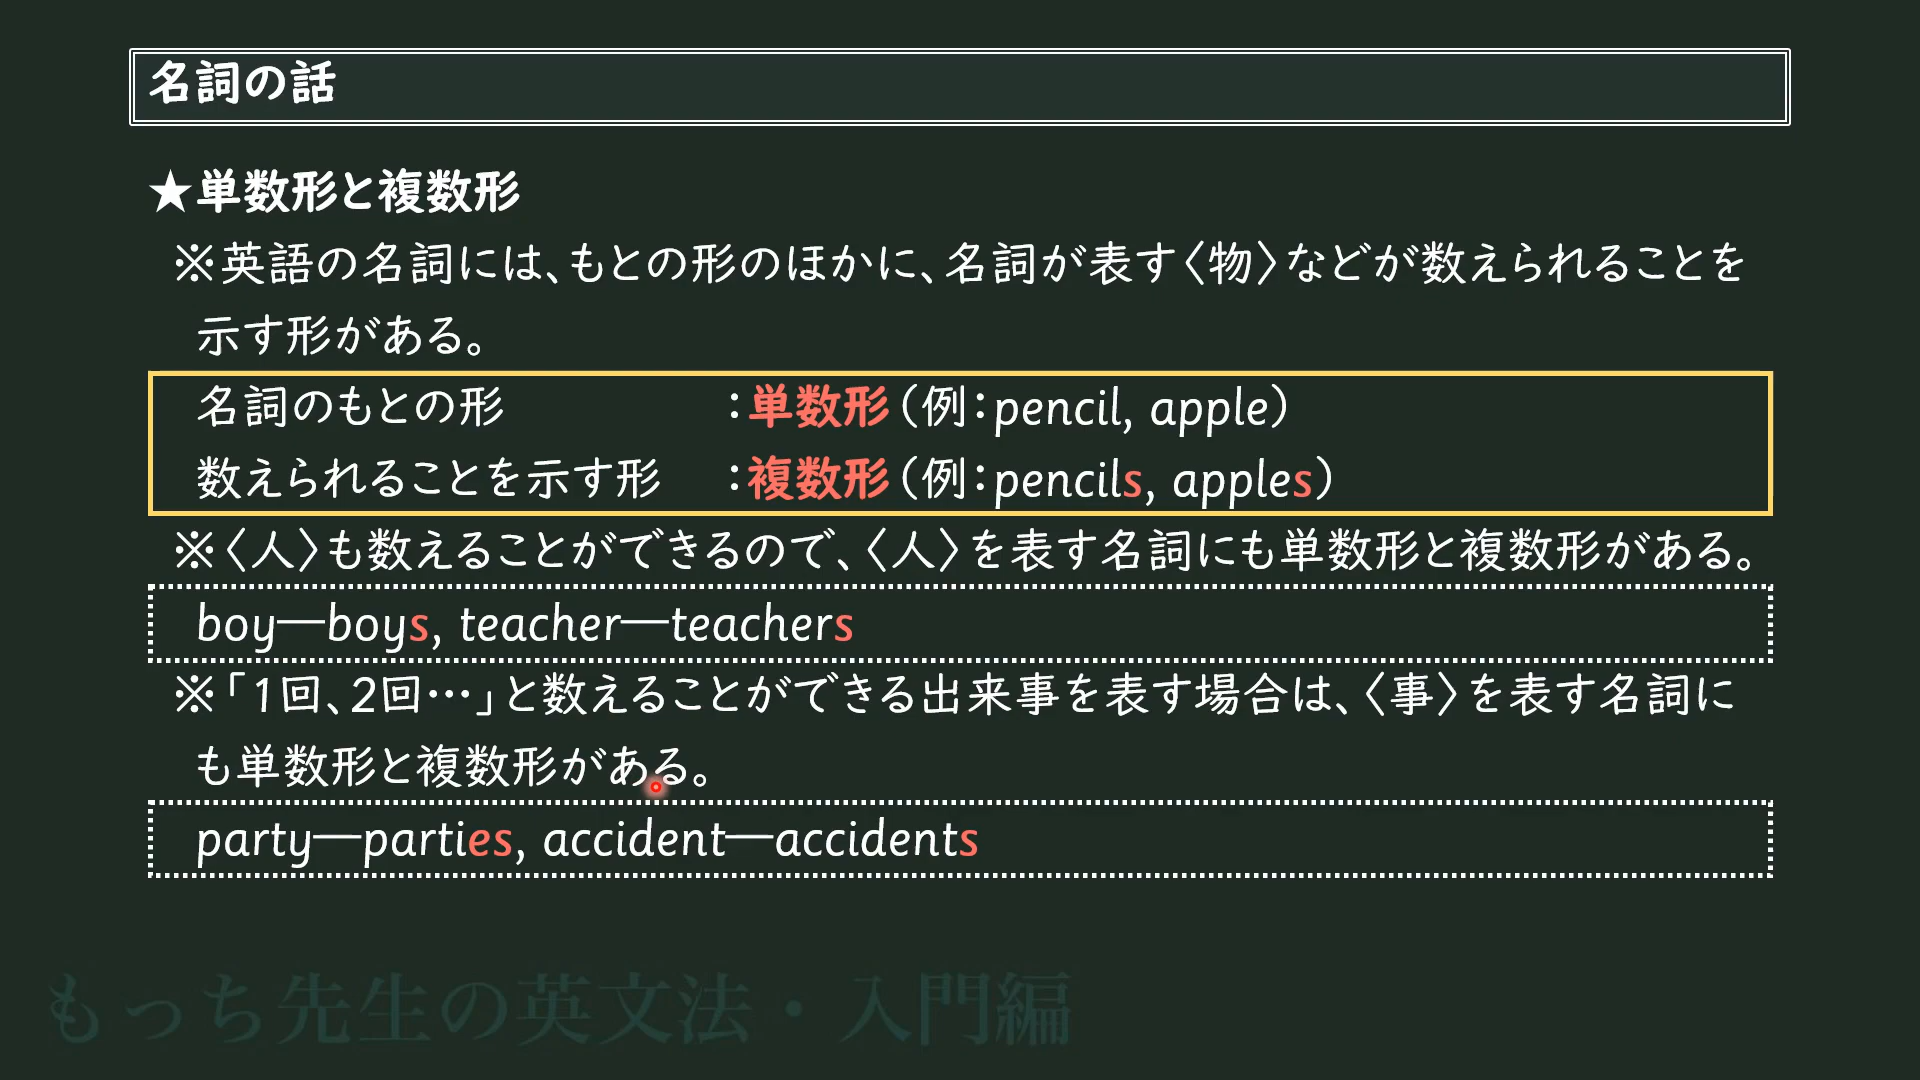 名詞の話
★単数形と複数形
※英語の名詞には、もとの形のほかに、名詞が表す〈物〉などが数えられることを
示す形がある。
名詞のもとの形 ：単数形（例：pencil, apple）
数えられることを示す形 ：複数形（例：pencils, apples）
※〈人〉も数えることができるので、〈人〉を表す名詞にも単数形と複数形がある。
boy―boys, teacher―teachers
※「1回、2回…」と数えることができる出来事を表す場合は、〈事〉を表す名詞に
も単数形と複数形がある。
party―parties, accident―accidents
もっち先生の英文法・入門編